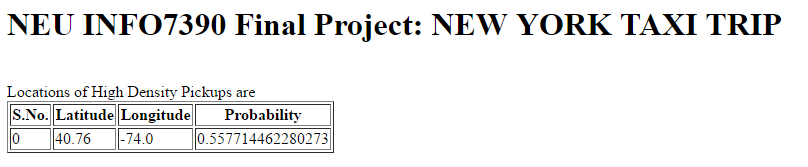 NEU INFO7390 Final Project: NEW YORK TAXI TRIP
Locations of High Density Pickups are
S.No. Latitude Longitude Probability
0 40.76 -74.0 0.557714462280273